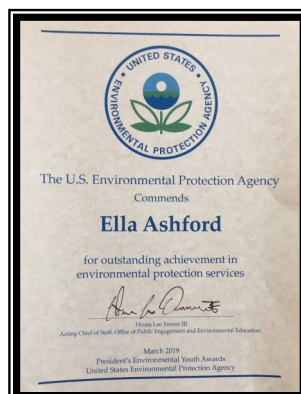 UNITED STATES
ENVIRONMENTAL PROTECTION AGENCY
The U.S. Environmental Protection Agency
Commends
Ella Ashford
for outstanding achievement in
environmental protection services
Hiram Lee Tanner III
Acting Chief of Staff, Office of Public Engagement and Environmental Education
March 2019
President's Environmental Youth Awards
United States Environmental Protection Agency